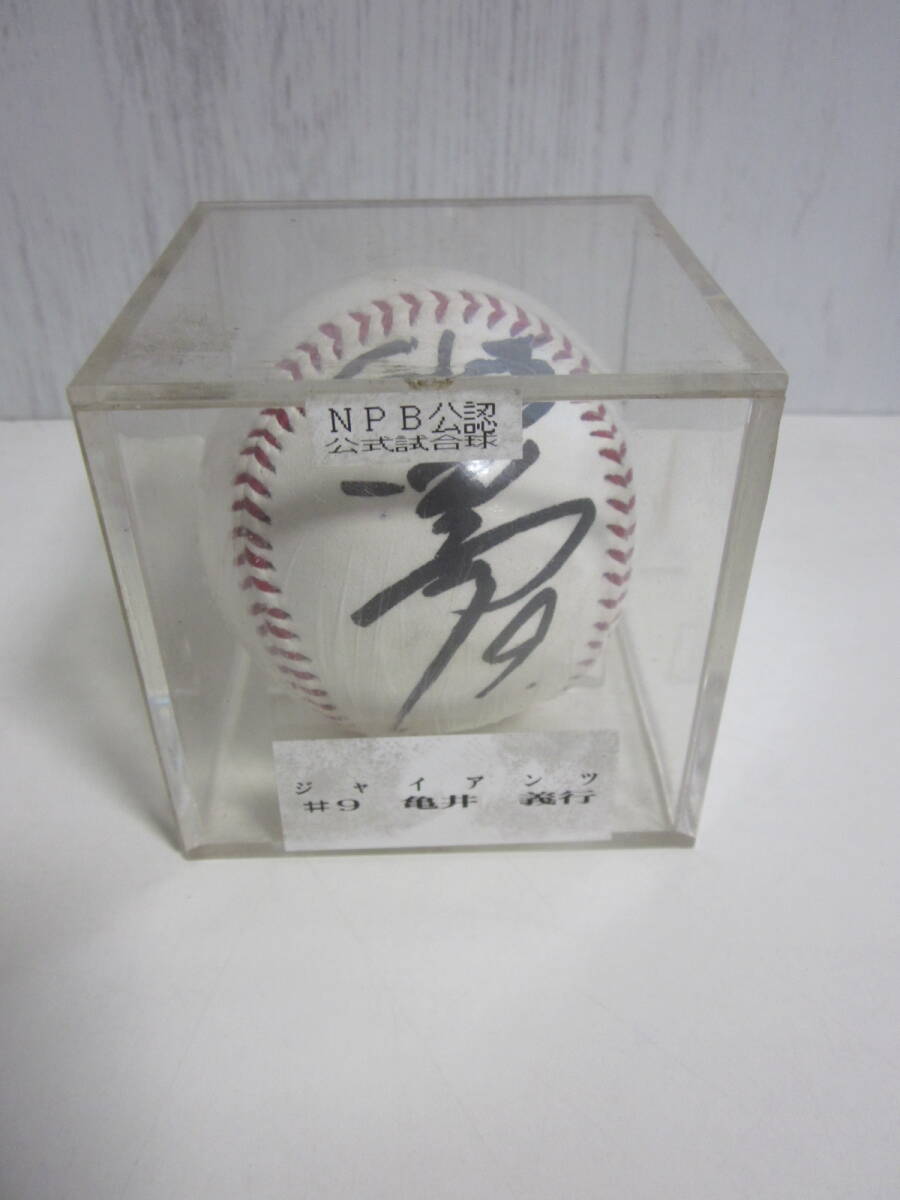 NPB公認
公式試合球
ジャイアンツ
#9 亀井 義行